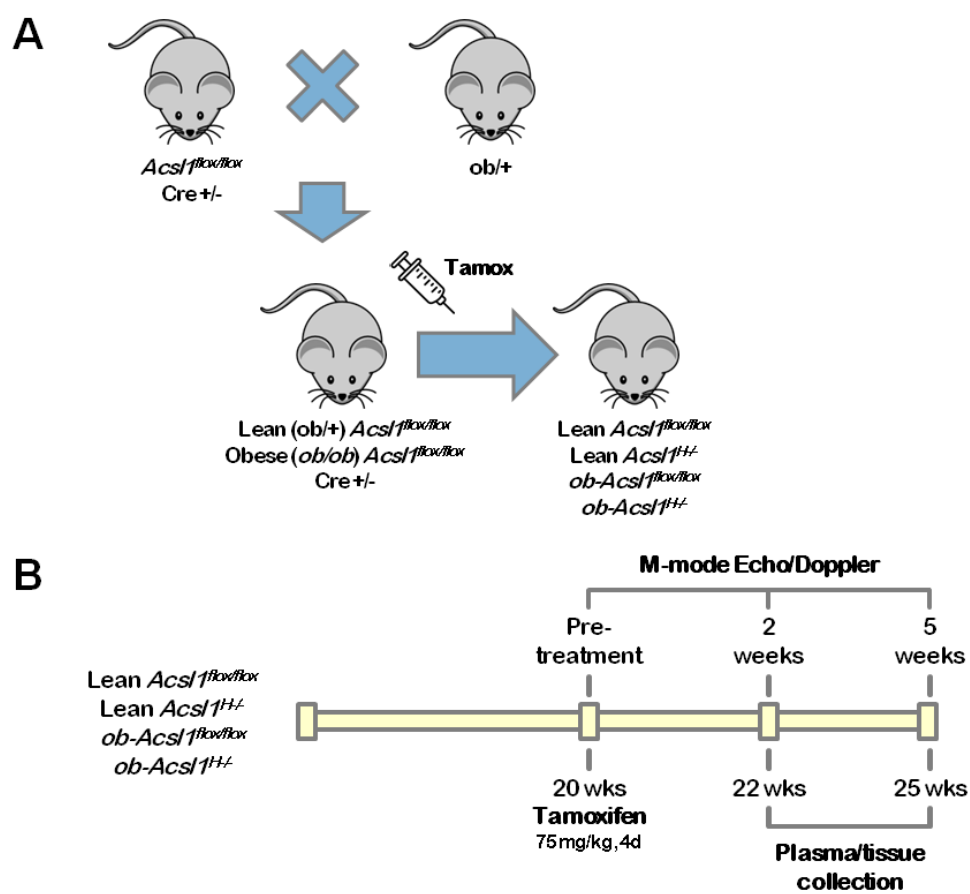 A
Acsl1flox/flox
Cre +/-
ob/+
Tamox
Lean (ob/+) Acsl1flox/flox
Obese (ob/ob) Acsl1flox/flox
Cre +/-
Lean Acsl1flox/flox
Lean Acsl1H-/-
ob-Acsl1flox/flox
ob-Acsl1H-/-
B
M-mode Echo/Doppler
Pre-
treatment
2
weeks
5
weeks
Lean Acsl1flox/flox
Lean Acsl1H-/-
ob-Acsl1flox/flox
ob-Acsl1H-/-
20 wks
Tamoxifen
75mg/kg, 4d
22 wks
25 wks
Plasma/tissue
collection